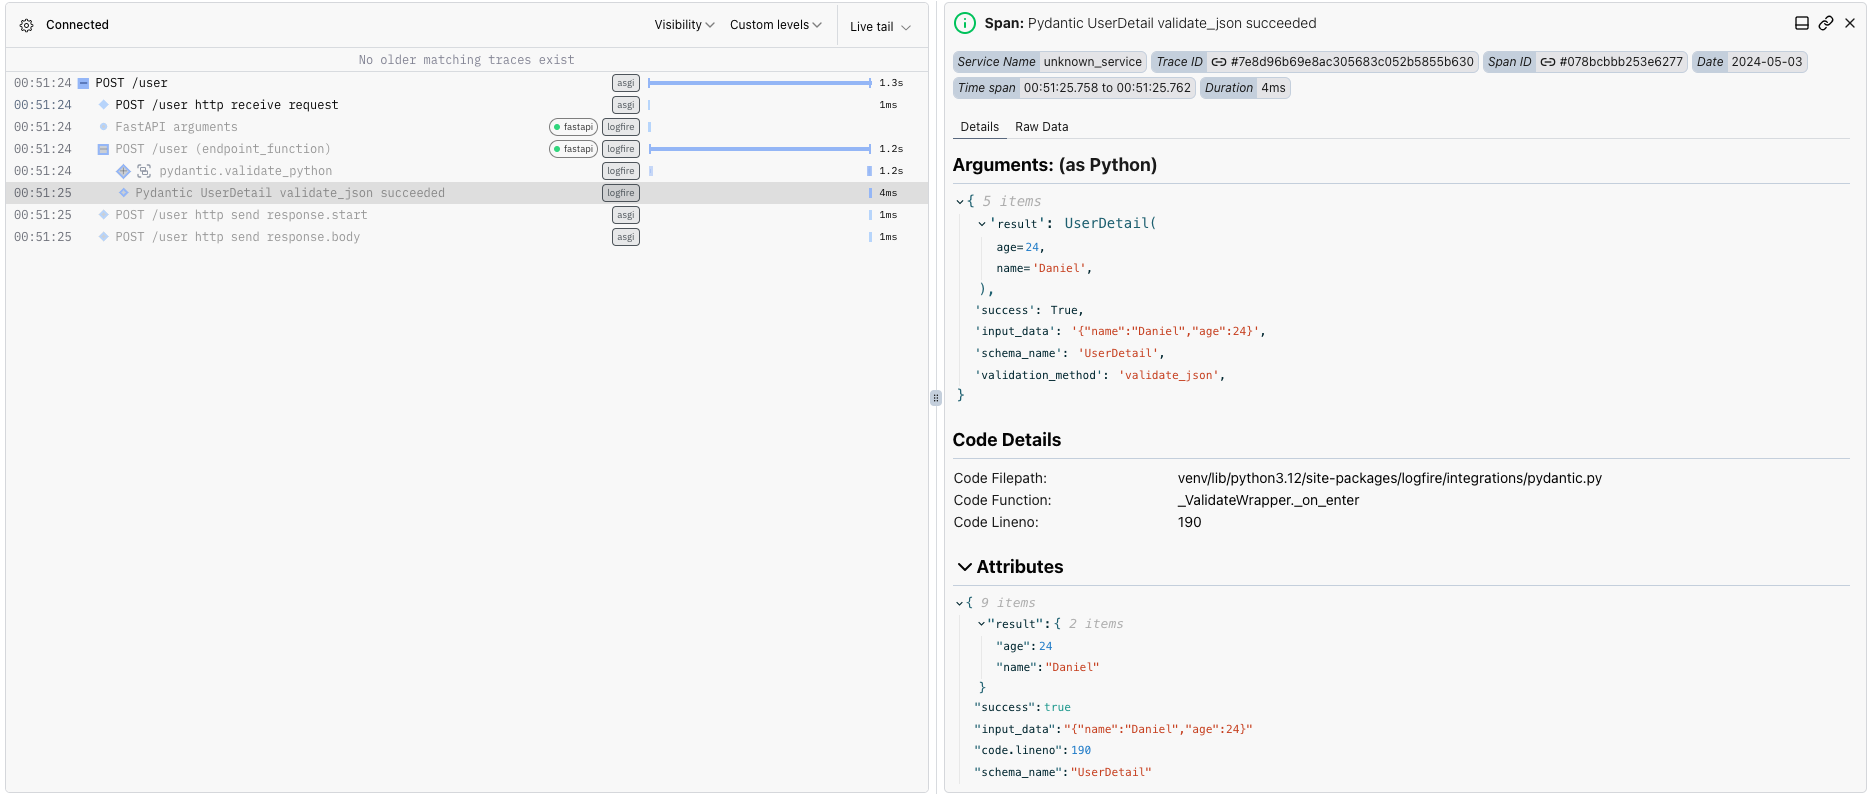 Connected
Visibility Custom levels Live tail
No older matching traces exist
00:51:24 POST /user asgi 1.3s
00:51:24 POST /user http receive request asgi 1ms
00:51:24 FastAPI arguments fastapi logfire
00:51:24 POST /user (endpoint_function) fastapi logfire 1.2s
00:51:24 pydantic.validate_python logfire 1.2s
00:51:25 Pydantic UserDetail validate_json succeeded logfire 4ms
00:51:25 POST /user http send response.start asgi 1ms
00:51:25 POST /user http send response.body asgi 1ms
Span: Pydantic UserDetail validate_json succeeded
Service Name unknown_service Trace ID #7e8d96b69e8ac305683c052b5855b630 Span ID #078bcbbb253e6277 Date 2024-05-03
Time span 00:51:25.758 to 00:51:25.762 Duration 4ms
Details Raw Data
Arguments: (as Python)
{ 5 items
'result': UserDetail(
age=24,
name='Daniel',
),
'success': True,
'input_data': '{"name":"Daniel","age":24}',
'schema_name': 'UserDetail',
'validation_method': 'validate_json',
}
Code Details
Code Filepath: venv/lib/python3.12/site-packages/logfire/integrations/pydantic.py
Code Function: _ValidateWrapper._on_enter
Code Lineno: 190
Attributes
{ 9 items
"result":{ 2 items
"age":24
"name":"Daniel"
}
"success":true
"input_data":"{"name":"Daniel","age":24}"
"code.lineno":190
"schema_name":"UserDetail"